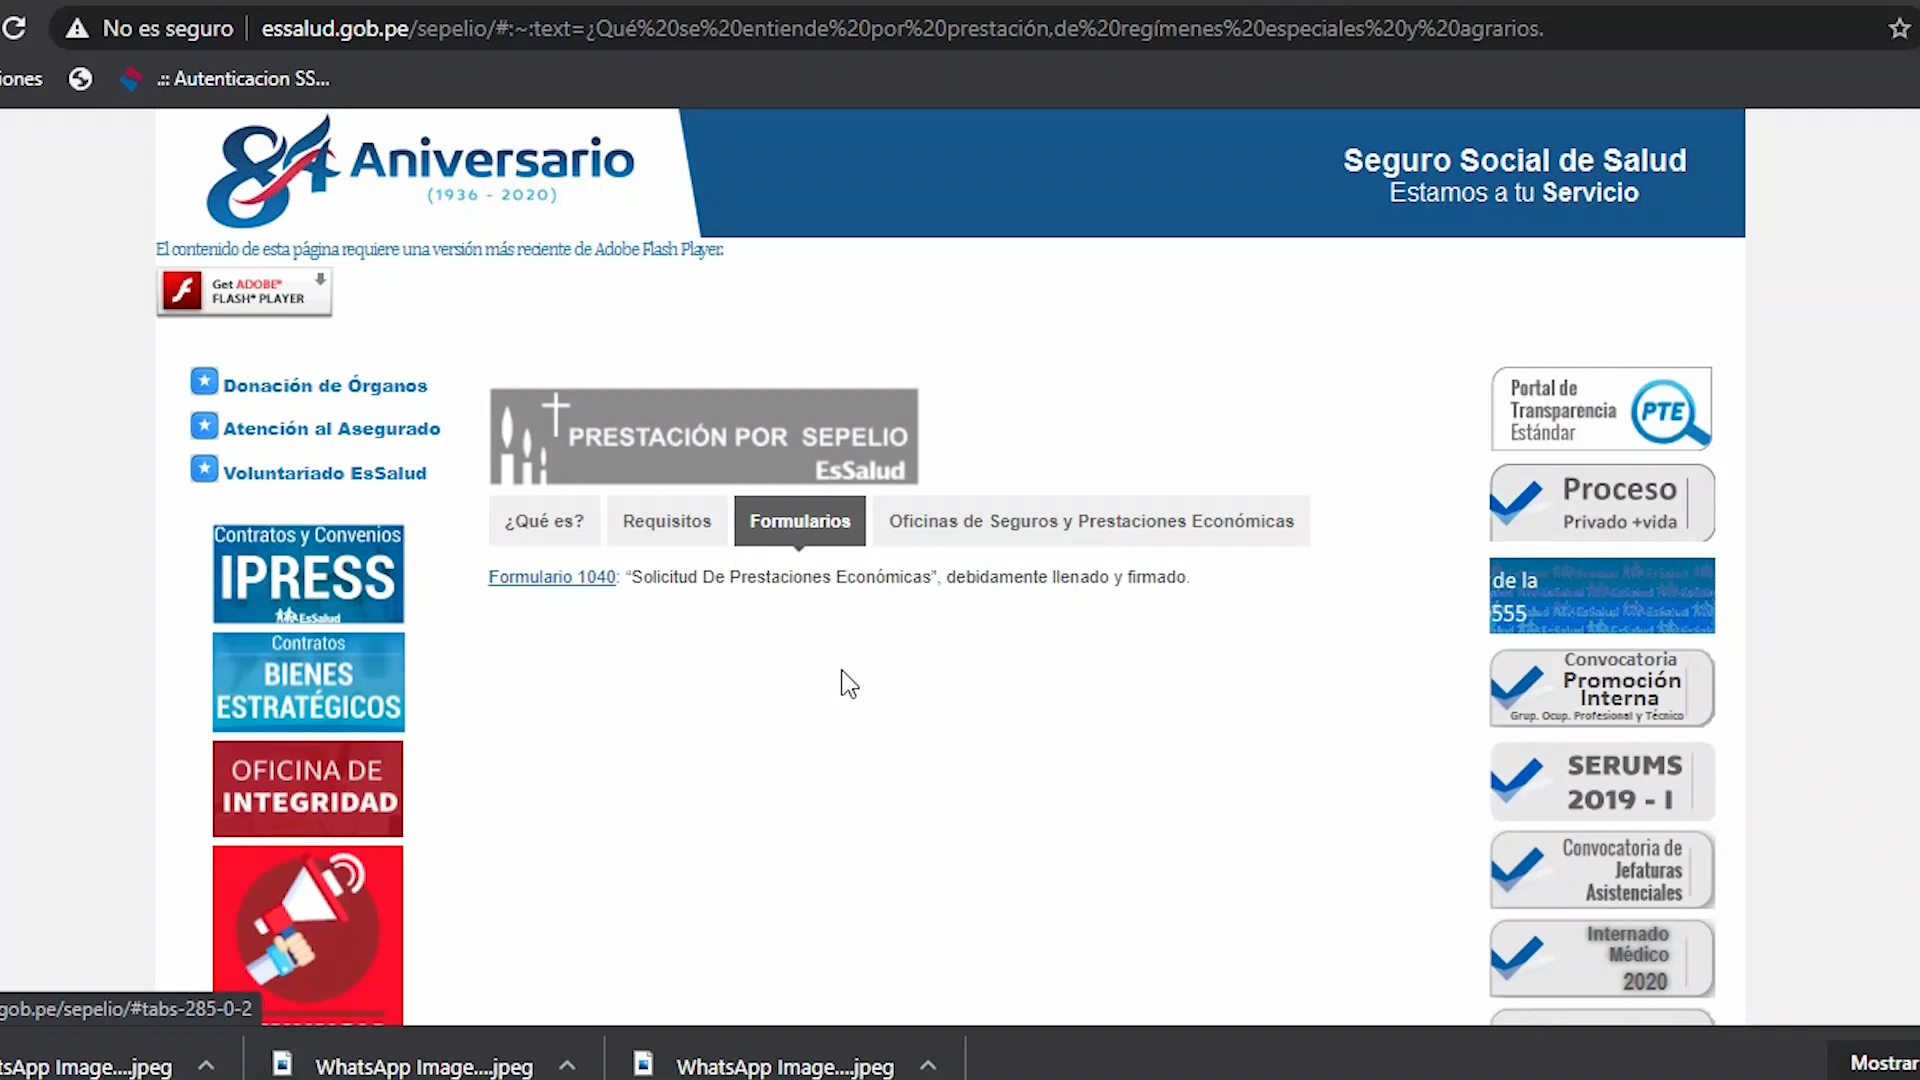 No es seguro
essalud.gob.pe/sepelio/#:~:text=¿Qué%20se%20entiende%20por%20prestación,de%20regímenes%20especiales%20y%20agrarios.
iones
.:: Autenticacion SS...
84 Aniversario
(1936 - 2020)
Seguro Social de Salud
Estamos a tu Servicio
El contenido de esta página requiere una versión más reciente de Adobe Flash Player.
Get ADOBE®
FLASH® PLAYER
Donación de Órganos
Atención al Asegurado
Voluntariado EsSalud
Contratos y Convenios
IPRESS
EsSalud
Contratos
BIENES
ESTRATÉGICOS
OFICINA DE
INTEGRIDAD
PRESTACIÓN POR SEPELIO
EsSalud
¿Qué es?
Requisitos
Formularios
Oficinas de Seguros y Prestaciones Económicas
Formulario 1040: “Solicitud De Prestaciones Económicas”, debidamente llenado y firmado.
Portal de
Transparencia
Estándar
PTE
Proceso
Privado +vida
de la
555
Convocatoria
Promoción
Interna
Grup. Ocup. Profesional y Técnico
SERUMS
2019 - I
Convocatoria de
Jefaturas
Asistenciales
Internado
Médico
2020
gob.pe/sepelio/#tabs-285-0-2
tsApp Image....jpeg
WhatsApp Image....jpeg
WhatsApp Image....jpeg
Mostrar